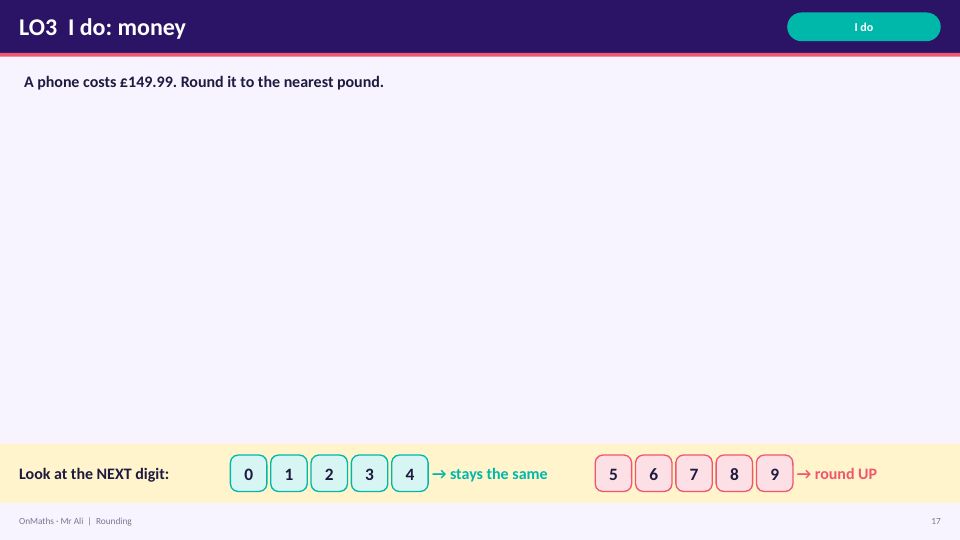 LO3 I do: money
I do
A phone costs £149.99. Round it to the nearest pound.
Look at the NEXT digit: 0 1 2 3 4 → stays the same 5 6 7 8 9 → round UP
OnMaths - Mr Ali | Rounding 17